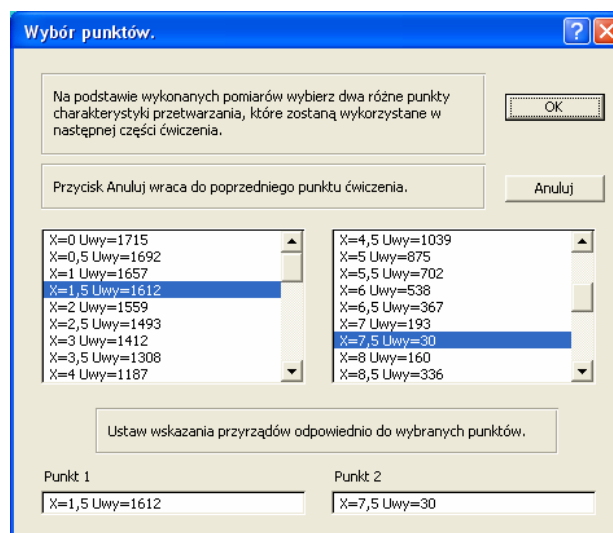 Wybór punktów.
Na podstawie wykonanych pomiarów wybierz dwa różne punkty
charakterystyki przetwarzania, które zostaną wykorzystane w
następnej części ćwiczenia.
OK
Przycisk Anuluj wraca do poprzedniego punktu ćwiczenia.
Anuluj
X=0 Uwy=1715
X=0,5 Uwy=1692
X=1 Uwy=1657
X=1,5 Uwy=1612
X=2 Uwy=1559
X=2,5 Uwy=1493
X=3 Uwy=1412
X=3,5 Uwy=1308
X=4 Uwy=1187
X=4,5 Uwy=1039
X=5 Uwy=875
X=5,5 Uwy=702
X=6 Uwy=538
X=6,5 Uwy=367
X=7 Uwy=193
X=7,5 Uwy=30
X=8 Uwy=160
X=8,5 Uwy=336
Ustaw wskazania przyrządów odpowiednio do wybranych punktów.
Punkt 1
X=1,5 Uwy=1612
Punkt 2
X=7,5 Uwy=30